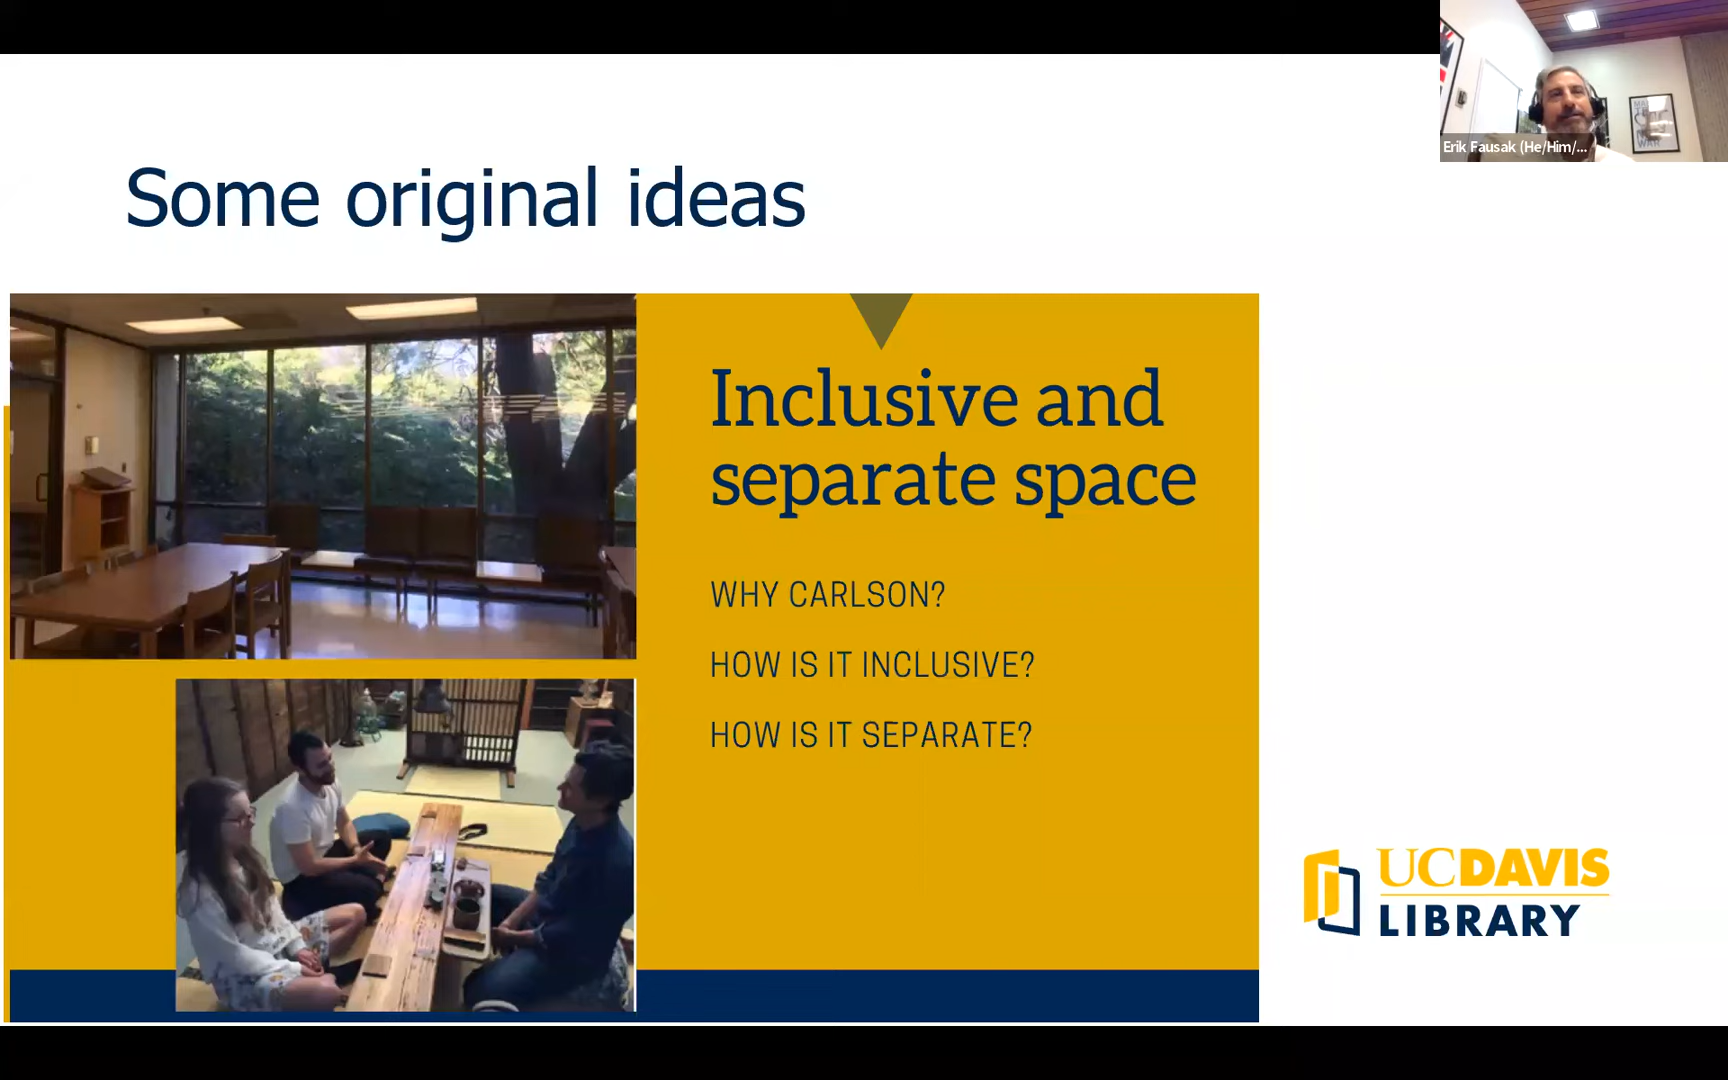 Some original ideas
Erik Fausak (He/Him/...
Inclusive and
separate space
WHY CARLSON?
HOW IS IT INCLUSIVE?
HOW IS IT SEPARATE?
UCDAVIS
LIBRARY